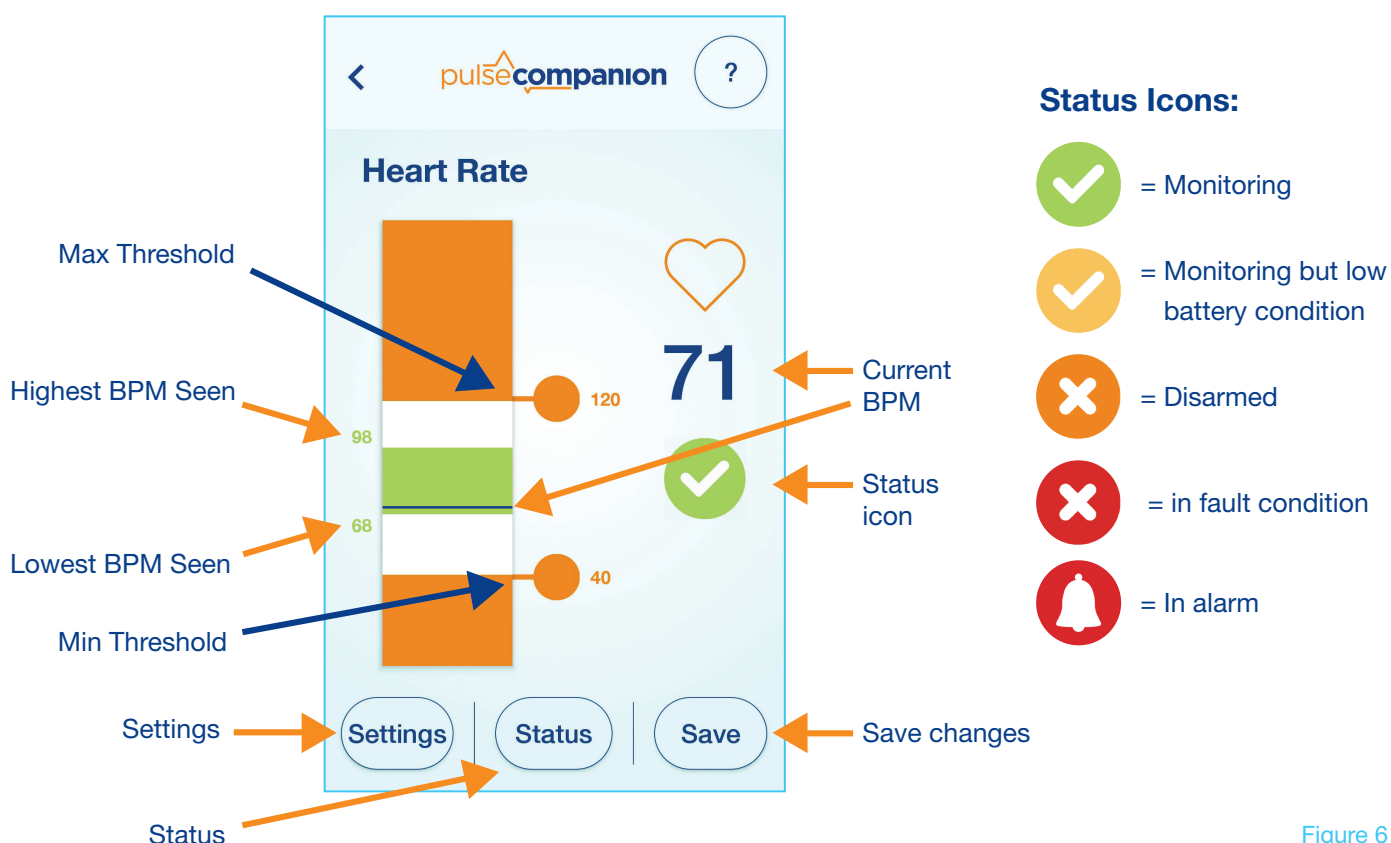 pulsecompanion
?
Heart Rate
Max Threshold
Highest BPM Seen
Lowest BPM Seen
Min Threshold
Settings
Status
98
68
120
40
71
Current
BPM
Status
icon
Settings
Status
Save
Save changes
Status Icons:
= Monitoring
= Monitoring but low
battery condition
= Disarmed
= in fault condition
= In alarm
Figure 6